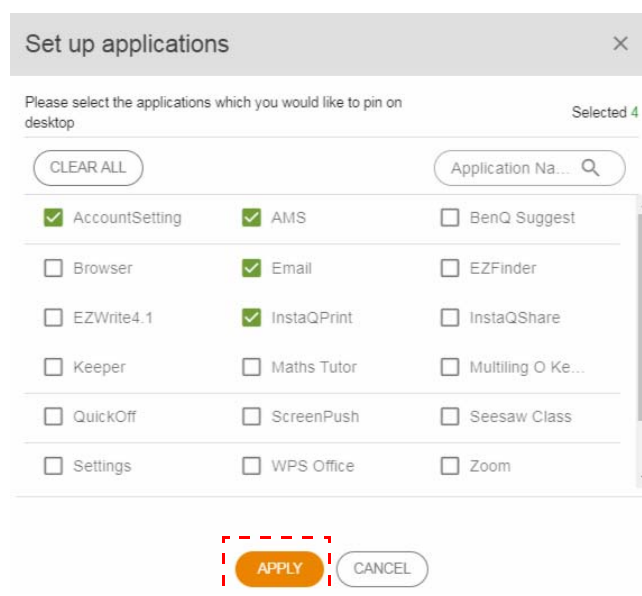 Set up applications
Please select the applications which you would like to pin on
desktop
Selected 4
CLEAR ALL
Application Na...
AccountSetting AMS BenQ Suggest
Browser Email EZFinder
EZWrite4.1 InstaQPrint InstaQShare
Keeper Maths Tutor Multiling O Ke...
QuickOff ScreenPush Seesaw Class
Settings WPS Office Zoom
APPLY CANCEL